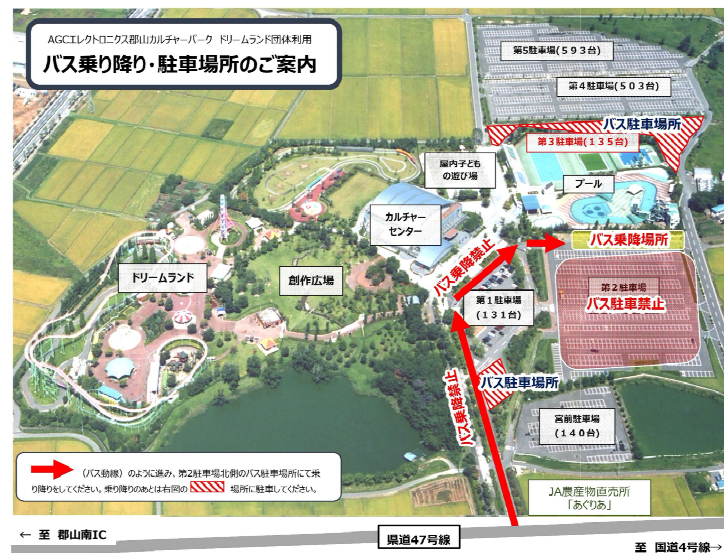 AGCエレクトロニクス郡山カルチャーパーク ドリームランド団体利用
バス乗り降り・駐車場所のご案内
第5駐車場(593台)
第4駐車場(503台)
バス駐車場所
第3駐車場(135台)
屋内子ども
の遊び場
プール
カルチャー
センター
バス乗降場所
バス乗降禁止
ドリームランド
創作広場
第2駐車場
バス駐車禁止
第1駐車場
(131台)
バス駐車場所
バス乗降禁止
宮前駐車場
(140台)
(バス動線)のように進み、第2駐車場北側のバス駐車場所にて乗
り降りをしてください。乗り降りのあとは右図の 場所に駐車してください。
JA農産物直売所
「あぐりあ」
← 至 郡山南IC
県道47号線
至 国道4号線→